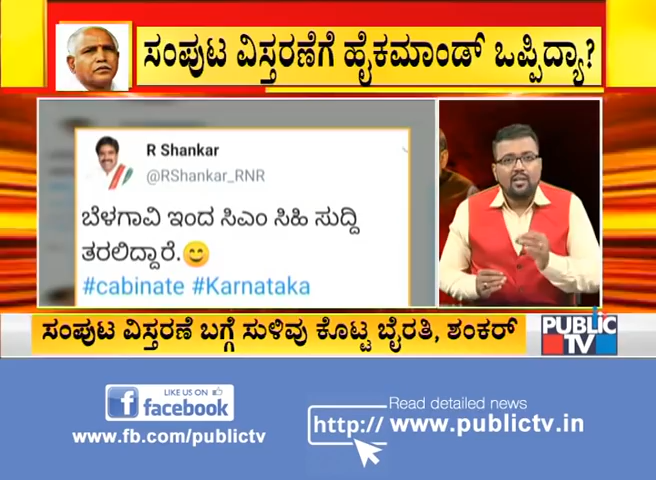 ಸಂಪುಟ ವಿಸ್ತರಣೆಗೆ ಹೈಕಮಾಂಡ್ ಒಪ್ಪಿದ್ಯಾ?
R Shankar
@RShankar_RNR
ಬೆಳಗಾವಿ ಇಂದ ಸಿಎಂ ಸಿಹಿ ಸುದ್ದಿ
ತರಲಿದ್ದಾರೆ.😊
#cabinate #Karnataka
ಸಂಪುಟ ವಿಸ್ತರಣೆ ಬಗ್ಗೆ ಸುಳಿವು ಕೊಟ್ಟ ಬೈರತಿ, ಶಂಕರ್
PUBLIC
TV
LIKE US ON
facebook
www.fb.com/publictv
Read detailed news
http:// www.publictv.in